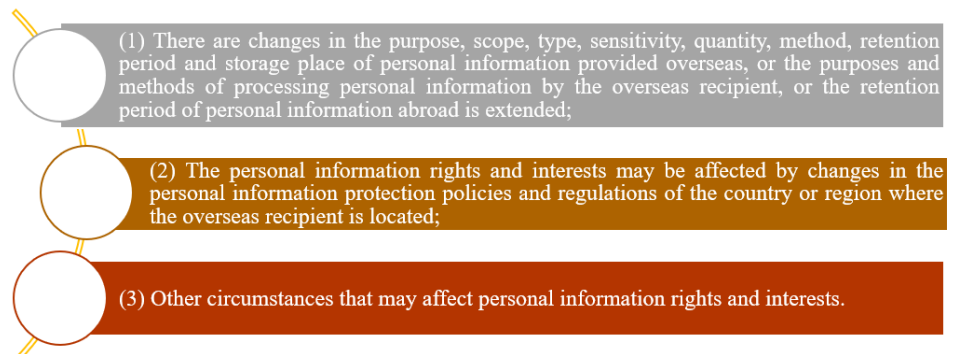 (1) There are changes in the purpose, scope, type, sensitivity, quantity, method, retention
period and storage place of personal information provided overseas, or the purposes and
methods of processing personal information by the overseas recipient, or the retention
period of personal information abroad is extended;
(2) The personal information rights and interests may be affected by changes in the
personal information protection policies and regulations of the country or region where
the overseas recipient is located;
(3) Other circumstances that may affect personal information rights and interests.